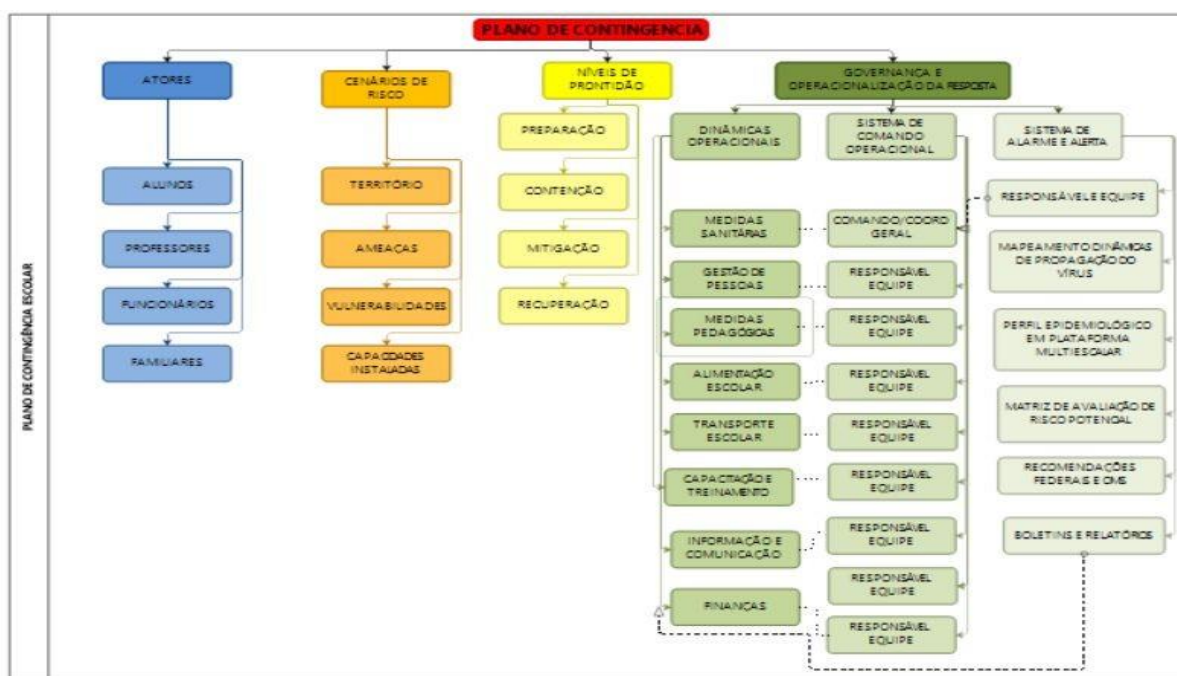 PLANO DE CONTINGÊNCIA ESCOLAR
PLANO DE CONTINGENCIA
ATORES
ALUNOS
PROFESSORES
FUNCIONÁRIOS
FAMILIARES
CENÁRIOS DE
RISCO
TERRITÓRIO
AMEAÇAS
VULNERABILIDADES
CAPACIDADES
INSTALADAS
NÍVEIS DE
PRONTIDÃO
PREPARAÇÃO
CONTENÇÃO
MITIGAÇÃO
RECUPERAÇÃO
GOVERNANÇA E
OPERACIONALIZAÇÃO DA RESPOSTA
DINÂMICAS
OPERACIONAIS
MEDIDAS
SANITÁRIAS
GESTÃO DE
PESSOAS
MEDIDAS
PEDAGÓGICAS
ALIMENTAÇÃO
ESCOLAR
TRANSPORTE
ESCOLAR
CAPACITAÇÃO E
TREINAMENTO
INFORMAÇÃO E
COMUNICAÇÃO
FINANÇAS
SISTEMA DE
COMANDO
OPERACIONAL
COMANDO/COORD
GERAL
RESPONSÁVEL
EQUIPE
RESPONSÁVEL
EQUIPE
RESPONSÁVEL
EQUIPE
RESPONSÁVEL
EQUIPE
RESPONSÁVEL
EQUIPE
RESPONSÁVEL
EQUIPE
RESPONSÁVEL
EQUIPE
RESPONSÁVEL
EQUIPE
SISTEMA DE
ALARME E ALERTA
RESPONSÁVEL E EQUIPE
MAPEAMENTO DINÂMICAS
DE PROPAGAÇÃO DO
VÍRUS
PERFIL EPIDEMIOLÓGICO
EM PLATAFORMA
MULTIESCALAR
MATRIZ DE AVALIAÇÃO DE
RISCO POTENCAL
RECOMENDAÇÕES
FEDERAIS E OMS
BOLETINS E RELATÓRIOS